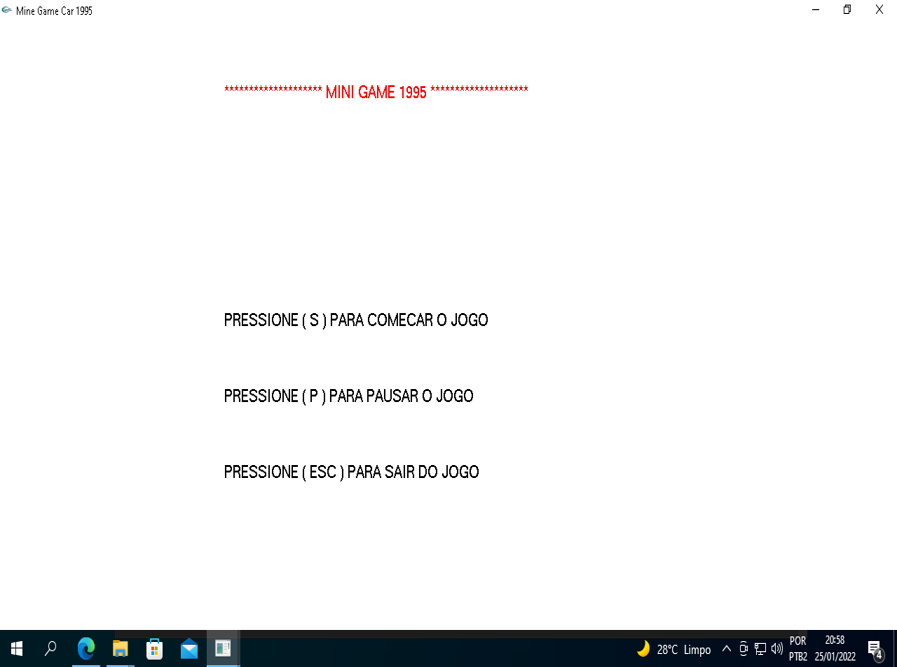 Mine Game Car 1995
******************** MINI GAME 1995 ********************
PRESSIONE ( S ) PARA COMECAR O JOGO
PRESSIONE ( P ) PARA PAUSAR O JOGO
PRESSIONE ( ESC ) PARA SAIR DO JOGO
28°C Limpo
POR
PTB2
20:58
25/01/2022
4